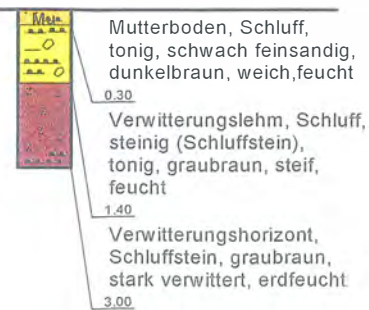 Mutterboden, Schluff,
tonig, schwach feinsandig,
dunkelbraun, weich,feucht
0.30
Verwitterungslehm, Schluff,
steinig (Schluffstein),
tonig, graubraun, steif,
feucht
1.40
Verwitterungshorizont,
Schluffstein, graubraun,
stark verwittert, erdfeucht
3.00